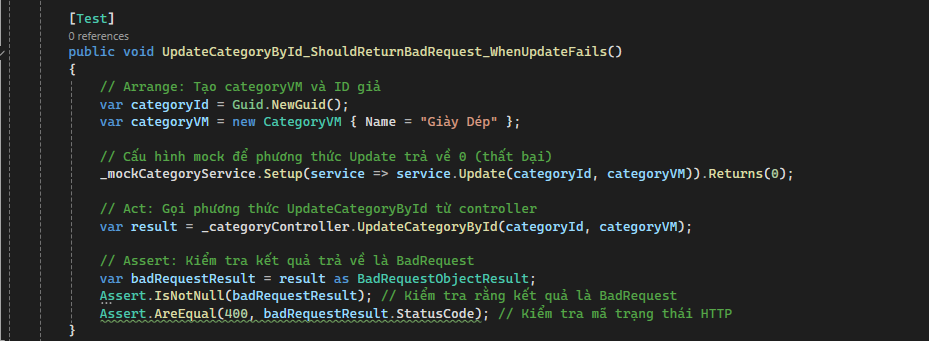 [Test]
0 references
public void UpdateCategoryById_ShouldReturnBadRequest_WhenUpdateFails()
{
// Arrange: Tạo categoryVM và ID giả
var categoryId = Guid.NewGuid();
var categoryVM = new CategoryVM { Name = "Giày Dép" };
// Cấu hình mock để phương thức Update trả về 0 (thất bại)
_mockCategoryService.Setup(service => service.Update(categoryId, categoryVM)).Returns(0);
// Act: Gọi phương thức UpdateCategoryById từ controller
var result = _categoryController.UpdateCategoryById(categoryId, categoryVM);
// Assert: Kiểm tra kết quả trả về là BadRequest
var badRequestResult = result as BadRequestObjectResult;
Assert.IsNotNull(badRequestResult); // Kiểm tra rằng kết quả là BadRequest
Assert.AreEqual(400, badRequestResult.StatusCode); // Kiểm tra mã trạng thái HTTP
}